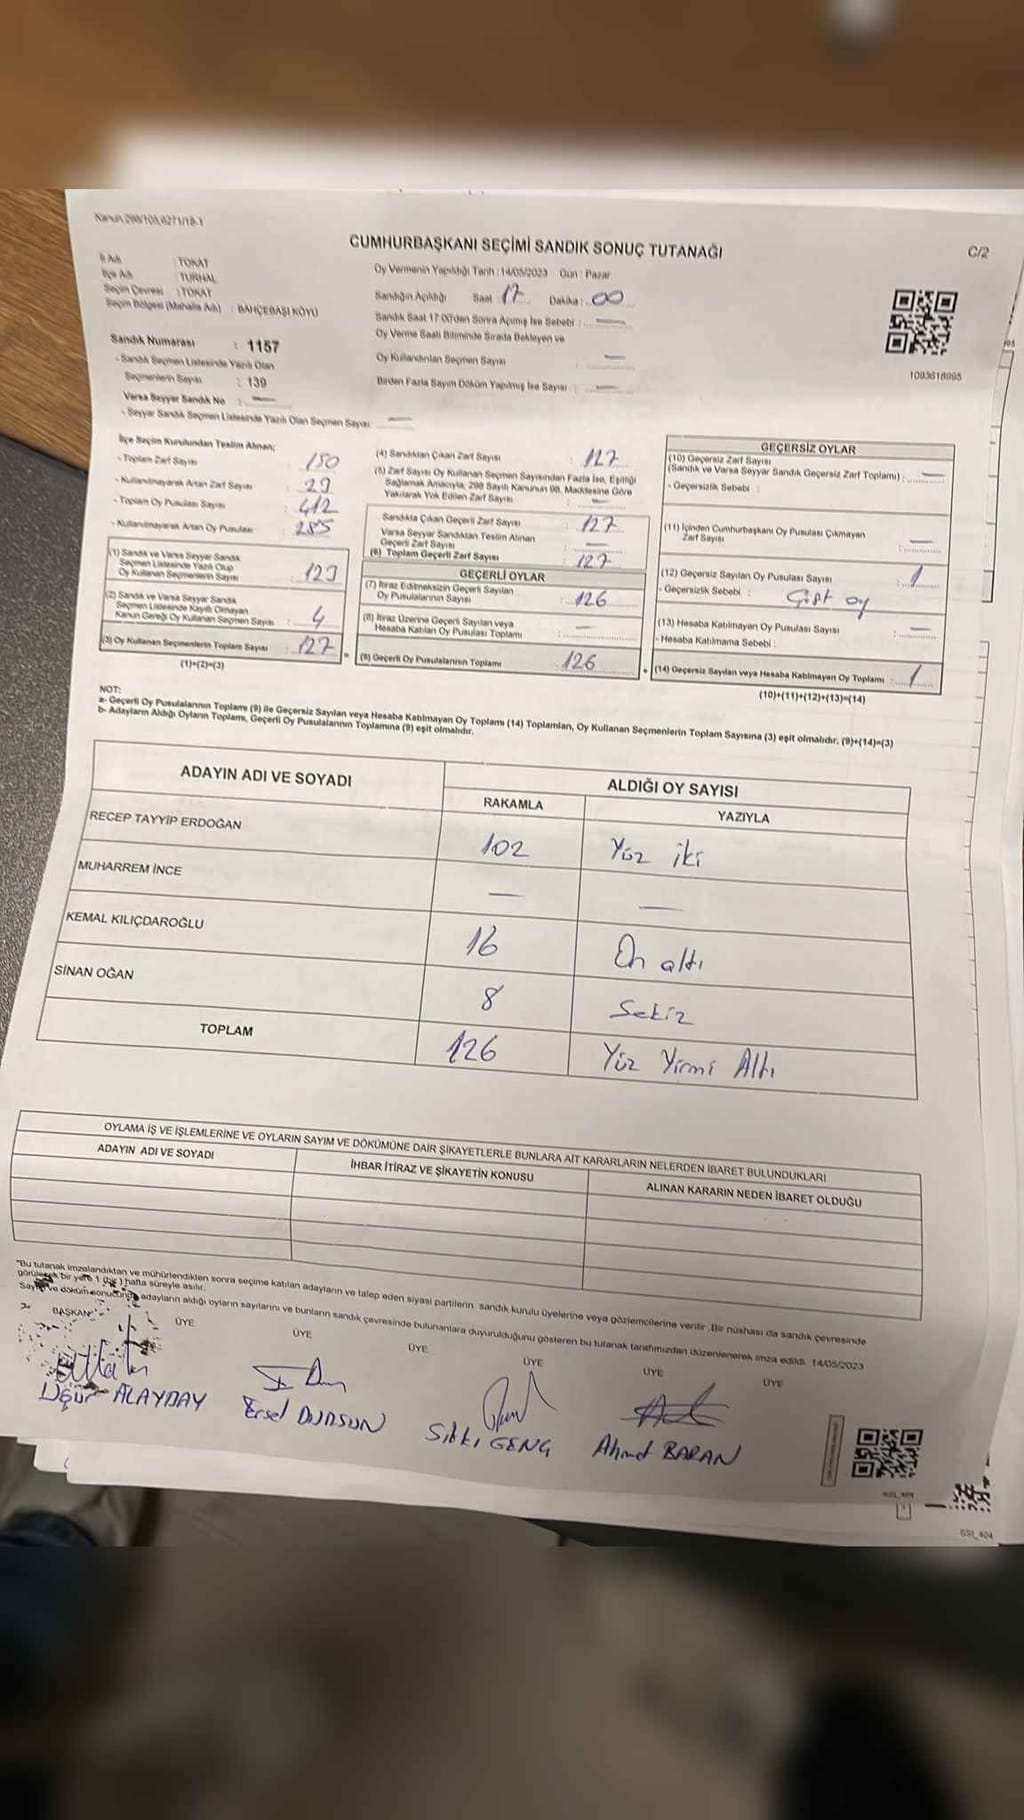 Kanun 298/105,6271/18-1
CUMHURBAŞKANI SEÇİMİ SANDIK SONUÇ TUTANAĞI
C/2
İl Adı : TOKAT
İlçe Adı : TURHAL
Seçim Çevresi : TOKAT
Seçim Bölgesi (Mahalle Adı) : BAHÇEBAŞI KÖYÜ
Oy Vermenin Yapıldığı Tarih : 14/05/2023 Gün : Pazar
Sandığın Açıldığı Saat 17 Dakika : 00
Sandık Saat 17:00'den Sonra Açımış İse Sebebi : —
Oy Verme Saati Bitiminde Sırada Bekleyen ve
Oy Kullandırılan Seçmen Sayısı : —
Birden Fazla Sayım Döküm Yapılmış İse Sayısı : —
1093618995
Sandık Numarası : 1157
- Sandık Seçmen Listesinde Yazılı Olan
Seçmenlerin Sayısı : 139
Varsa Seyyar Sandık No : —
- Seyyar Sandık Seçmen Listesinde Yazılı Olan Seçmen Sayısı: —
İlçe Seçim Kurulundan Teslim Alınan;
- Toplam Zarf Sayısı : 150
- Kullanılmayarak Artan Zarf Sayısı : 23
- Toplam Oy Pusulası Sayısı : 412
- Kullanılmayarak Artan Oy Pusulası : 285
(1) Sandık ve Varsa Seyyar Sandık
Seçmen Listesinde Yazılı Olup
Oy Kullanan Seçmenlerin Sayısı : 123
(2) Sandık ve Varsa Seyyar Sandık
Seçmen Listesinde Kayıtlı Olmayan
Kanun Gereği Oy Kullanan Seçmen Sayısı : 4
(3) Oy Kullanan Seçmenlerin Toplam Sayısı : 127
(1)+(2)=(3)
(4) Sandıktan Çıkan Zarf Sayısı : 127
(5) Zarf Sayısı Oy Kullanan Seçmen Sayısından Fazla İse, Eşitliği
Sağlamak Amacıyla, 298 Sayılı Kanunun 98. Maddesine Göre
Yakılarak Yok Edilen Zarf Sayısı : —
Sandıkta Çıkan Geçerli Zarf Sayısı : 127
Varsa Seyyar Sandıktan Teslim Alınan
Geçerli Zarf Sayısı : —
(6) Toplam Geçerli Zarf Sayısı : 127
GEÇERLİ OYLAR
(7) İtiraz Edilmeksizin Geçerli Sayılan
Oy Pusulalarının Sayısı : 126
(8) İtiraz Üzerine Geçerli Sayılan veya
Hesaba Katılan Oy Pusulası Toplamı : —
(9) Geçerli Oy Pusulalarının Toplamı : 126
GEÇERSİZ OYLAR
(10) Geçersiz Zarf Sayısı
(Sandık ve Varsa Seyyar Sandık Geçersiz Zarf Toplamı) : —
- Geçersizlik Sebebi :
(11) İçinden Cumhurbaşkanı Oy Pusulası Çıkmayan
Zarf Sayısı : —
(12) Geçersiz Sayılan Oy Pusulası Sayısı : 1
- Geçersizlik Sebebi : Çift oy
(13) Hesaba Katılmayan Oy Pusulası Sayısı : —
- Hesaba Katılmama Sebebi :
(14) Geçersiz Sayılan veya Hesaba Katılmayan Oy Toplamı : 1
(10)+(11)+(12)+(13)=(14)
NOT:
a- Geçerli Oy Pusulalarının Toplamı (9) ile Geçersiz Sayılan veya Hesaba Katılmayan Oy Toplamı (14) Toplamları, Oy Kullanan Seçmenlerin Toplam Sayısına (3) eşit olmalıdır. (9)+(14)=(3)
b- Adayların Aldığı Oyların Toplamı, Geçerli Oy Pusulalarının Toplamına (9) eşit olmalıdır.
ADAYIN ADI VE SOYADI
ALDIĞI OY SAYISI
RAKAMLA YAZIYLA
RECEP TAYYİP ERDOĞAN 102 Yüz iki
MUHARREM İNCE — —
KEMAL KILIÇDAROĞLU 16 On altı
SİNAN OĞAN 8 Sekiz
TOPLAM 126 Yüz Yirmi Altı
OYLAMA İŞ VE İŞLEMLERİNE VE OYLARIN SAYIM VE DÖKÜMÜNE DAİR ŞİKAYETLERLE BUNLARA AİT KARARLARIN NELERDEN İBARET BULUNDUKLARI
ADAYIN ADI VE SOYADI
İHBAR İTİRAZ VE ŞİKAYETİN KONUSU
ALINAN KARARIN NEDEN İBARET OLDUĞU
*Bu tutanak imzalandıktan ve mühürlendikten sonra seçime katılan adayların ve talep eden siyasi partilerin sandık kurulu üyelerine veya gözlemcilerine verilir. Bir nüshası da sandık çevresinde
görülecek bir yere 1 (bir) hafta süreyle asılır.
Sayım ve döküm sonucunda adayların aldığı oyların sayılarını ve bunların sandık çevresinde bulunanlara duyurulduğunu gösteren bu tutanak tarafımızdan düzenlenerek imza edildi. 14/05/2023
BAŞKAN ÜYE ÜYE ÜYE ÜYE ÜYE ÜYE
Uğur ALAYBAY
Ersel DURSUN
Sıtkı GENÇ
Ahmet BARAN
SSI_404